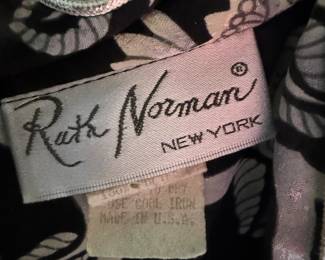 Ruth Norman®
NEW YORK
USE COOL IRON
MADE IN U.S.A.